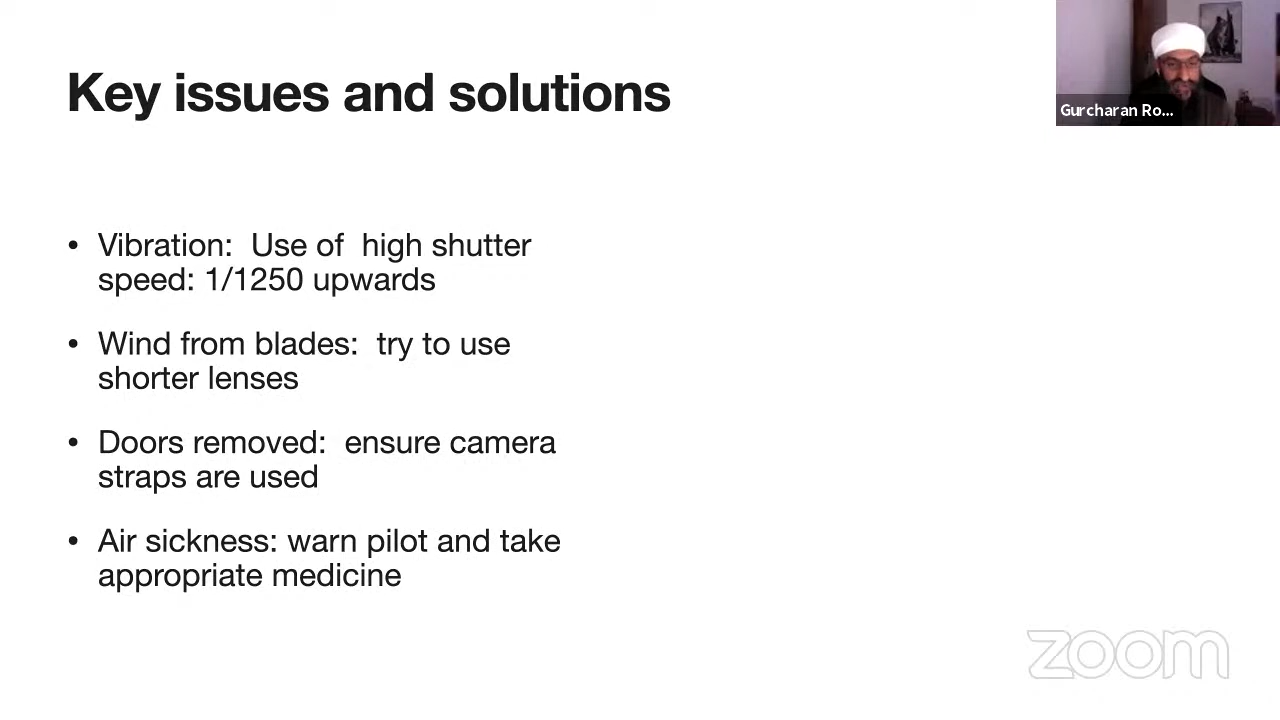 Key issues and solutions
Gurcharan Ro...
• Vibration:  Use of  high shutter
speed: 1/1250 upwards
• Wind from blades:  try to use
shorter lenses
• Doors removed:  ensure camera
straps are used
• Air sickness: warn pilot and take
appropriate medicine
zoom